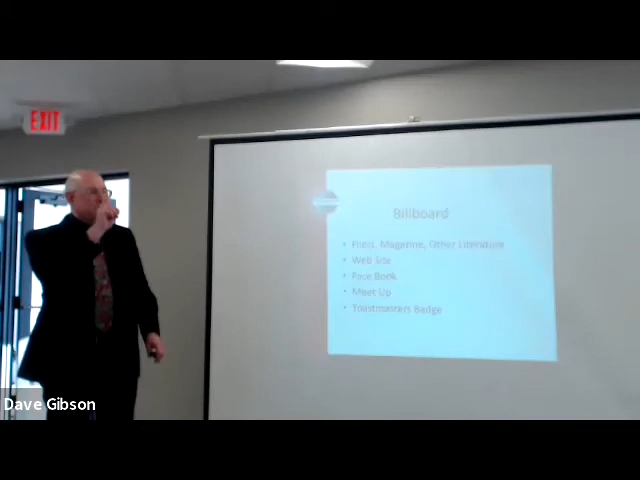 EXIT
Billboard
• Fliers, Magazine, Other Literature
• Web Site
• Face Book
• Meet Up
• Toastmasters Badge
Dave Gibson